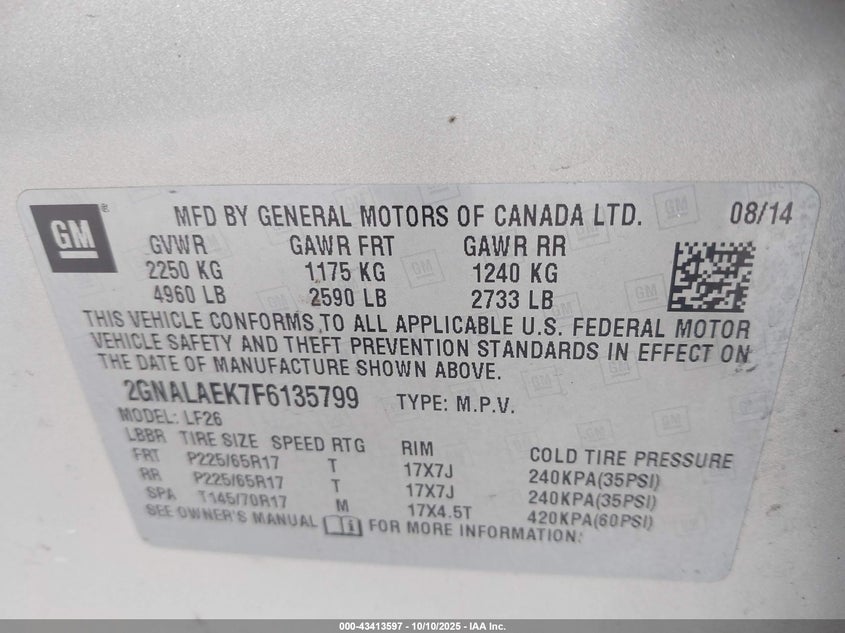 GM
MFD BY GENERAL MOTORS OF CANADA LTD. 08/14
GVWR GAWR FRT GAWR RR
2250 KG 1175 KG 1240 KG
4960 LB 2590 LB 2733 LB
THIS VEHICLE CONFORMS TO ALL APPLICABLE U.S. FEDERAL MOTOR
VEHICLE SAFETY AND THEFT PREVENTION STANDARDS IN EFFECT ON
THE DATE OF MANUFACTURE SHOWN ABOVE.
2GNALAEK7F6135799 TYPE: M.P.V.
MODEL: LF26
LBBR TIRE SIZE SPEED RTG RIM COLD TIRE PRESSURE
FRT P225/65R17 T 17X7J 240KPA(35PSI)
RR P225/65R17 T 17X7J 240KPA(35PSI)
SPA T145/70R17 M 17X4.5T 420KPA(60PSI)
SEE OWNER'S MANUAL FOR MORE INFORMATION:
000-43413597 - 10/10/2025 - IAA Inc.